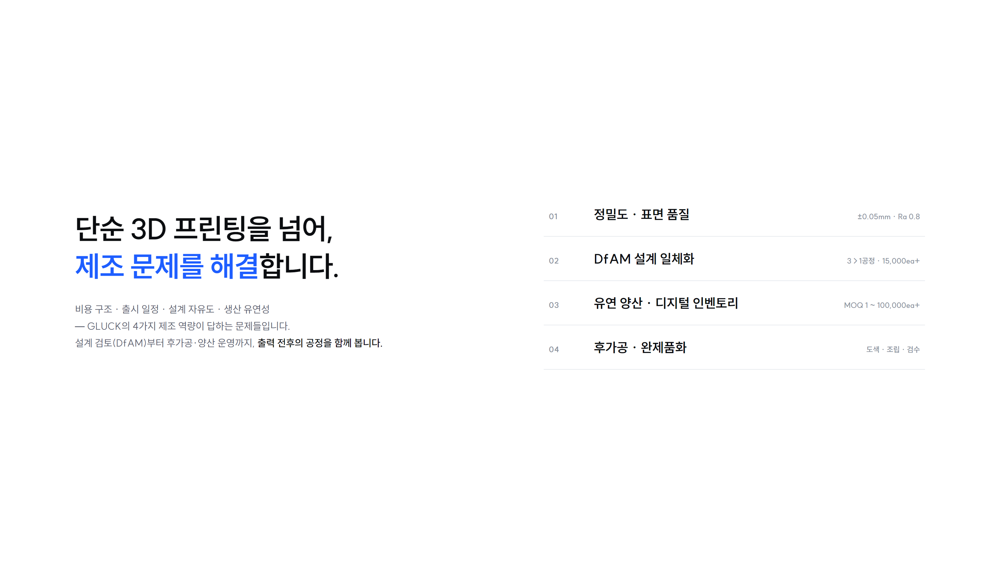 단순 3D 프린팅을 넘어,
제조 문제를 해결합니다.
비용 구조 · 출시 일정 · 설계 자유도 · 생산 유연성
— GLUCK의 4가지 제조 역량이 답하는 문제들입니다.
설계 검토(DfAM)부터 후가공·양산 운영까지, 출력 전후의 공정을 함께 봅니다.
01 정밀도 · 표면 품질 ±0.05mm · Ra 0.8
02 DfAM 설계 일체화 3 > 1공정 · 15,000ea+
03 유연 양산 · 디지털 인벤토리 MOQ 1 ~ 100,000ea+
04 후가공 · 완제품화 도색 · 조립 · 검수